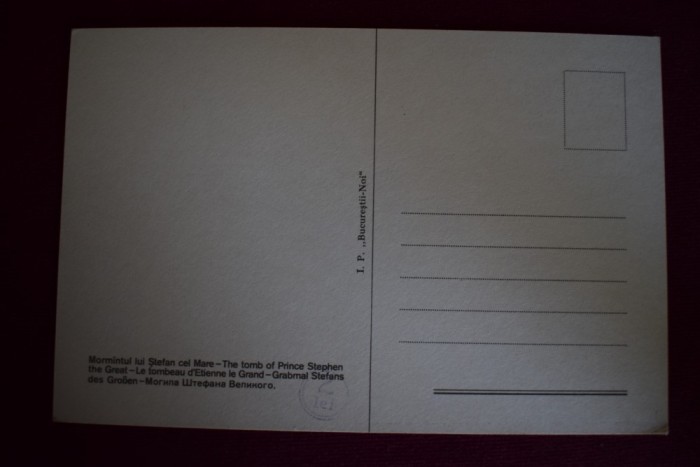 Mormîntul lui Ştefan cel Mare – The tomb of Prince Stephen
the Great – Le tombeau d'Etienne le Grand – Grabmal Stefans
des Großen – Могила Штефана Великого.
I. P. „Bucureştii-Noi"
lei